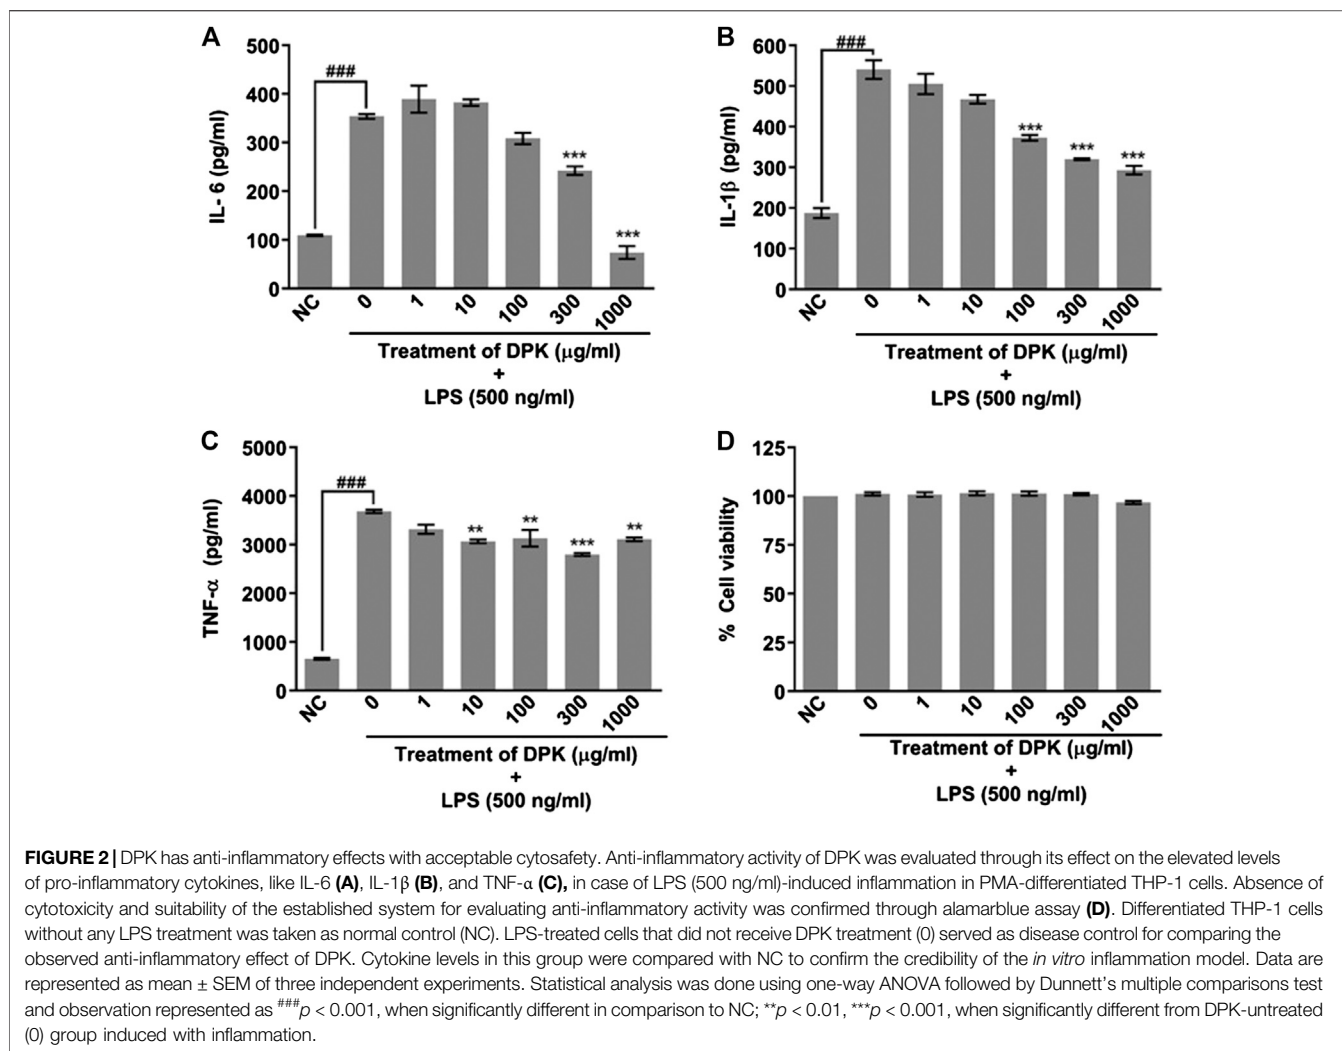 A
500
400
300
200
100
0
IL- 6 (pg/ml)
###
***
***
NC
0
1
10
100
300
1000
Treatment of DPK (μg/ml)
+
LPS (500 ng/ml)
B
600
500
400
300
200
100
0
IL-1β (pg/ml)
###
***
***
***
NC
0
1
10
100
300
1000
Treatment of DPK (μg/ml)
+
LPS (500 ng/ml)
C
5000
4000
3000
2000
1000
0
TNF-α (pg/ml)
###
**
**
***
**
NC
0
1
10
100
300
1000
Treatment of DPK (μg/ml)
+
LPS (500 ng/ml)
D
125
100
75
50
25
0
% Cell viability
NC
0
1
10
100
300
1000
Treatment of DPK (μg/ml)
+
LPS (500 ng/ml)
FIGURE 2 | DPK has anti-inflammatory effects with acceptable cytosafety. Anti-inflammatory activity of DPK was evaluated through its effect on the elevated levels
of pro-inflammatory cytokines, like IL-6 (A), IL-1β (B), and TNF-α (C), in case of LPS (500 ng/ml)-induced inflammation in PMA-differentiated THP-1 cells. Absence of
cytotoxicity and suitability of the established system for evaluating anti-inflammatory activity was confirmed through alamarblue assay (D). Differentiated THP-1 cells
without any LPS treatment was taken as normal control (NC). LPS-treated cells that did not receive DPK treatment (0) served as disease control for comparing the
observed anti-inflammatory effect of DPK. Cytokine levels in this group were compared with NC to confirm the credibility of the in vitro inflammation model. Data are
represented as mean ± SEM of three independent experiments. Statistical analysis was done using one-way ANOVA followed by Dunnett's multiple comparisons test
and observation represented as ###p < 0.001, when significantly different in comparison to NC; **p < 0.01, ***p < 0.001, when significantly different from DPK-untreated
(0) group induced with inflammation.